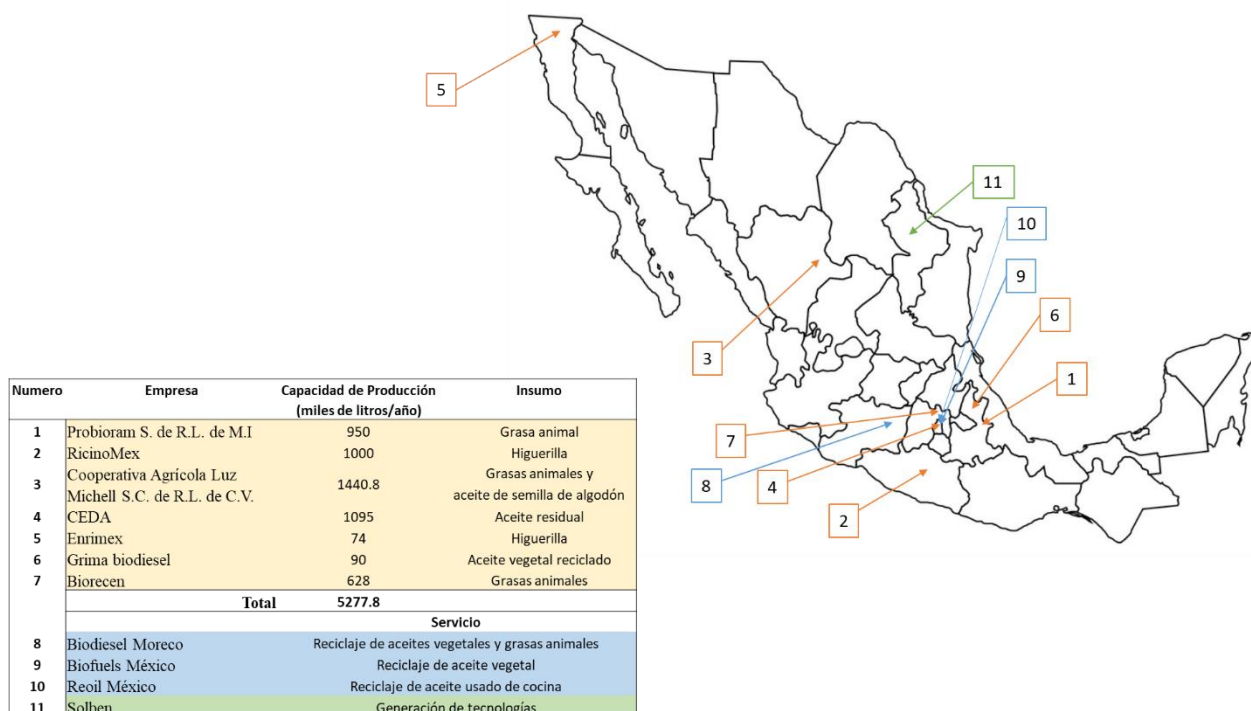 5
11
10
9
6
3
1
7
8
4
2
Numero Empresa Capacidad de Producción (miles de litros/año) Insumo
1 Probioram S. de R.L. de M.I 950 Grasa animal
2 RicinoMex 1000 Higuerilla
3 Cooperativa Agrícola Luz Michell S.C. de R.L. de C.V. 1440.8 Grasas animales y aceite de semilla de algodón
4 CEDA 1095 Aceite residual
5 Enrimex 74 Higuerilla
6 Grima biodiesel 90 Aceite vegetal reciclado
7 Biorecen 628 Grasas animales
Total 5277.8
Servicio
8 Biodiesel Moreco Reciclaje de aceites vegetales y grasas animales
9 Biofuels México Reciclaje de aceite vegetal
10 Reoil México Reciclaje de aceite usado de cocina
11 Solben Generación de tecnologías